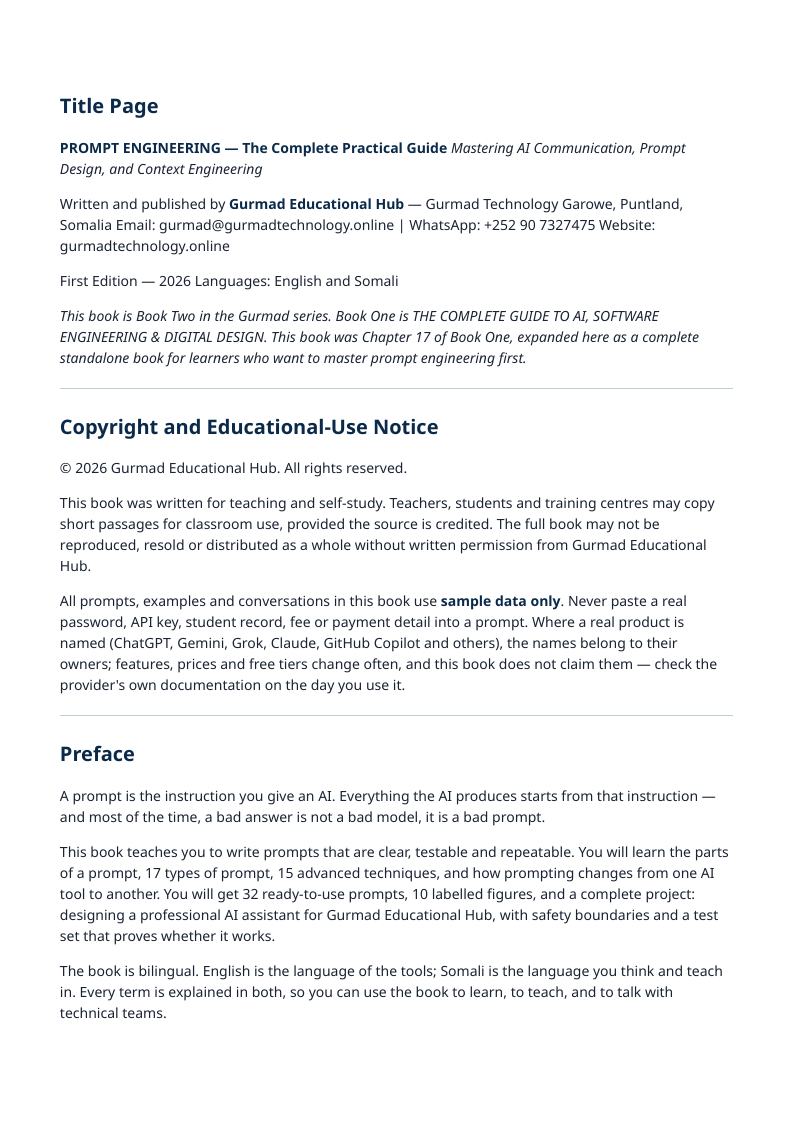 Title Page
PROMPT ENGINEERING — The Complete Practical Guide Mastering AI Communication, Prompt
Design, and Context Engineering
Written and published by Gurmad Educational Hub — Gurmad Technology Garowe, Puntland,
Somalia Email: gurmad@gurmadtechnology.online | WhatsApp: +252 90 7327475 Website:
gurmadtechnology.online
First Edition — 2026 Languages: English and Somali
This book is Book Two in the Gurmad series. Book One is THE COMPLETE GUIDE TO AI, SOFTWARE
ENGINEERING & DIGITAL DESIGN. This book was Chapter 17 of Book One, expanded here as a complete
standalone book for learners who want to master prompt engineering first.
Copyright and Educational-Use Notice
© 2026 Gurmad Educational Hub. All rights reserved.
This book was written for teaching and self-study. Teachers, students and training centres may copy
short passages for classroom use, provided the source is credited. The full book may not be
reproduced, resold or distributed as a whole without written permission from Gurmad Educational
Hub.
All prompts, examples and conversations in this book use sample data only. Never paste a real
password, API key, student record, fee or payment detail into a prompt. Where a real product is
named (ChatGPT, Gemini, Grok, Claude, GitHub Copilot and others), the names belong to their
owners; features, prices and free tiers change often, and this book does not claim them — check the
provider's own documentation on the day you use it.
Preface
A prompt is the instruction you give an AI. Everything the AI produces starts from that instruction —
and most of the time, a bad answer is not a bad model, it is a bad prompt.
This book teaches you to write prompts that are clear, testable and repeatable. You will learn the parts
of a prompt, 17 types of prompt, 15 advanced techniques, and how prompting changes from one AI
tool to another. You will get 32 ready-to-use prompts, 10 labelled figures, and a complete project:
designing a professional AI assistant for Gurmad Educational Hub, with safety boundaries and a test
set that proves whether it works.
The book is bilingual. English is the language of the tools; Somali is the language you think and teach
in. Every term is explained in both, so you can use the book to learn, to teach, and to talk with
technical teams.